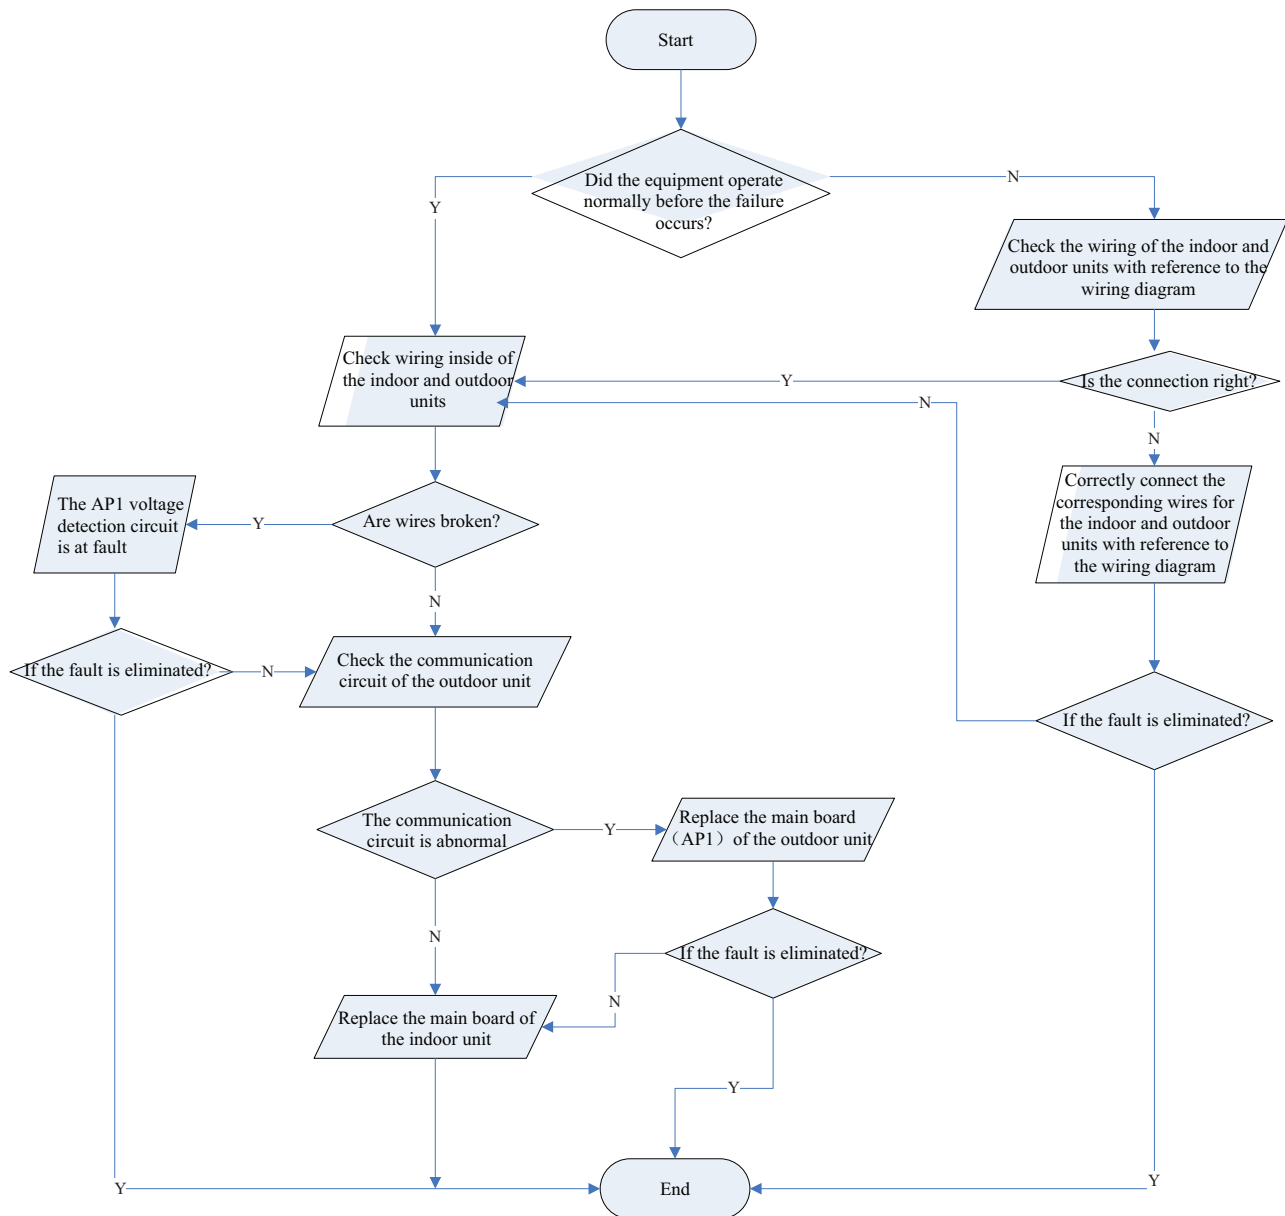 Start
Did the equipment operate
normally before the failure
occurs?
Y
N
Check the wiring of the indoor and
outdoor units with reference to the
wiring diagram
Check wiring inside of
the indoor and outdoor
units
Y
Is the connection right?
N
N
Correctly connect the
corresponding wires for
the indoor and outdoor
units with reference to
the wiring diagram
The AP1 voltage
detection circuit
is at fault
Y
Are wires broken?
N
If the fault is eliminated?
N
Check the communication
circuit of the outdoor unit
If the fault is eliminated?
The communication
circuit is abnormal
Y
Replace the main board
（AP1）of the outdoor unit
N
If the fault is eliminated?
N
Replace the main board of
the indoor unit
Y
Y
End
Y